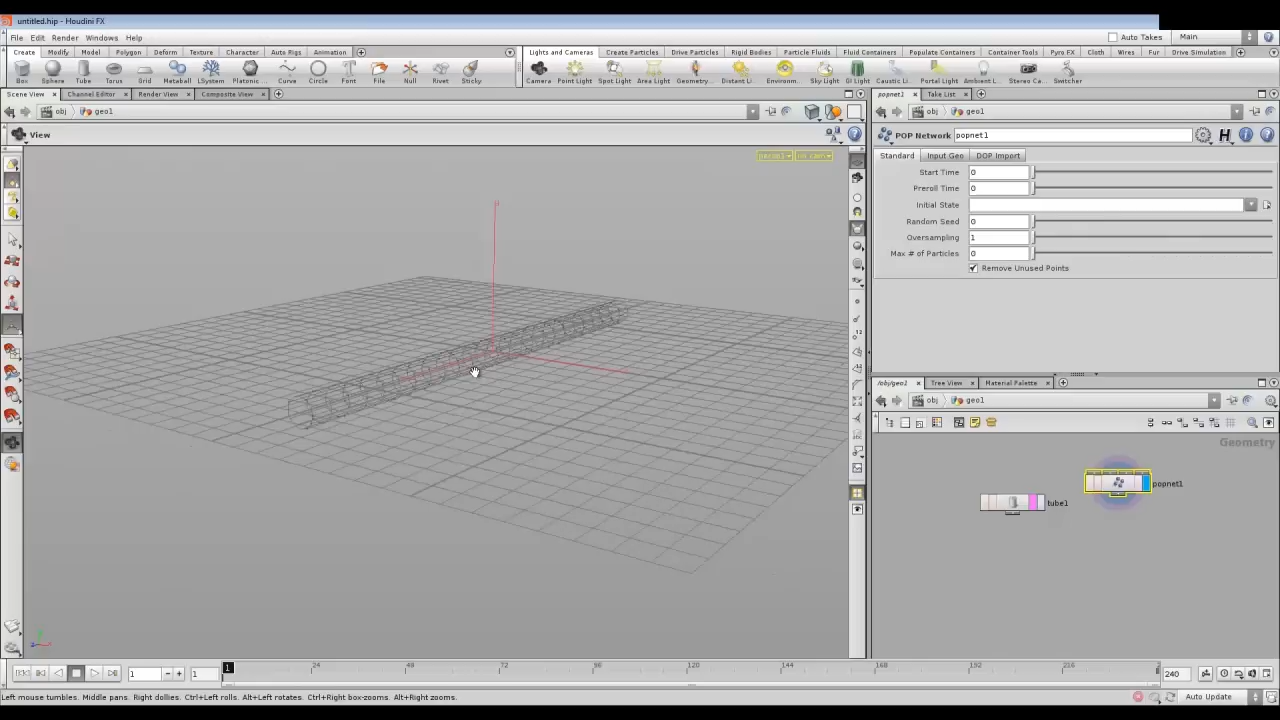 untitled.hip - Houdini FX
File Edit Render Windows Help
Auto Takes Main
Create Modify Model Polygon Deform Texture Character Auto Rigs Animation
Lights and Cameras Create Particles Drive Particles Rigid Bodies Particle Fluids Fluid Containers Populate Containers Container Tools Pyro FX Cloth Wires Fur Drive Simulation
Box Sphere Tube Torus Grid Metaball LSystem Platonic ... Curve Circle Font File Null Rivet Sticky
Camera Point Light Spot Light Area Light Geometry... Distant Li... Environm... Sky Light GI Light Caustic Li... Portal Light Ambient L... Stereo Ca... Switcher
Scene View Channel Editor Render View Composite View
popnet1 Take List
obj geo1
obj geo1
View
persp1 no cam
POP Network popnet1
Standard Input Geo DOP Import
Start Time 0
Preroll Time 0
Initial State
Random Seed 0
Oversampling 1
Max # of Particles 0
Remove Unused Points
/obj/geo1 Tree View Material Palette
obj geo1
Geometry
popnet1
tube1
1 1 1 24 48 72 96 120 144 168 192 216 240
Left mouse tumbles. Middle pans. Right dollies. Ctrl+Left rolls. Alt+Left rotates. Ctrl+Right box-zooms. Alt+Right zooms.
Auto Update